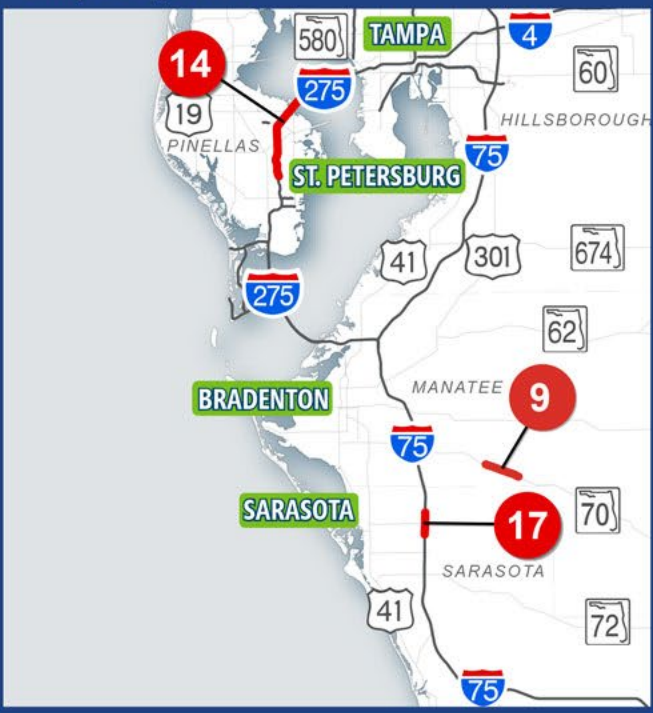 580
TAMPA
4
14
275
60
19
HILLSBOROUGH
PINELLAS
75
ST. PETERSBURG
41
301
674
275
62
MANATEE
9
BRADENTON
75
SARASOTA
17
70
SARASOTA
41
72
75